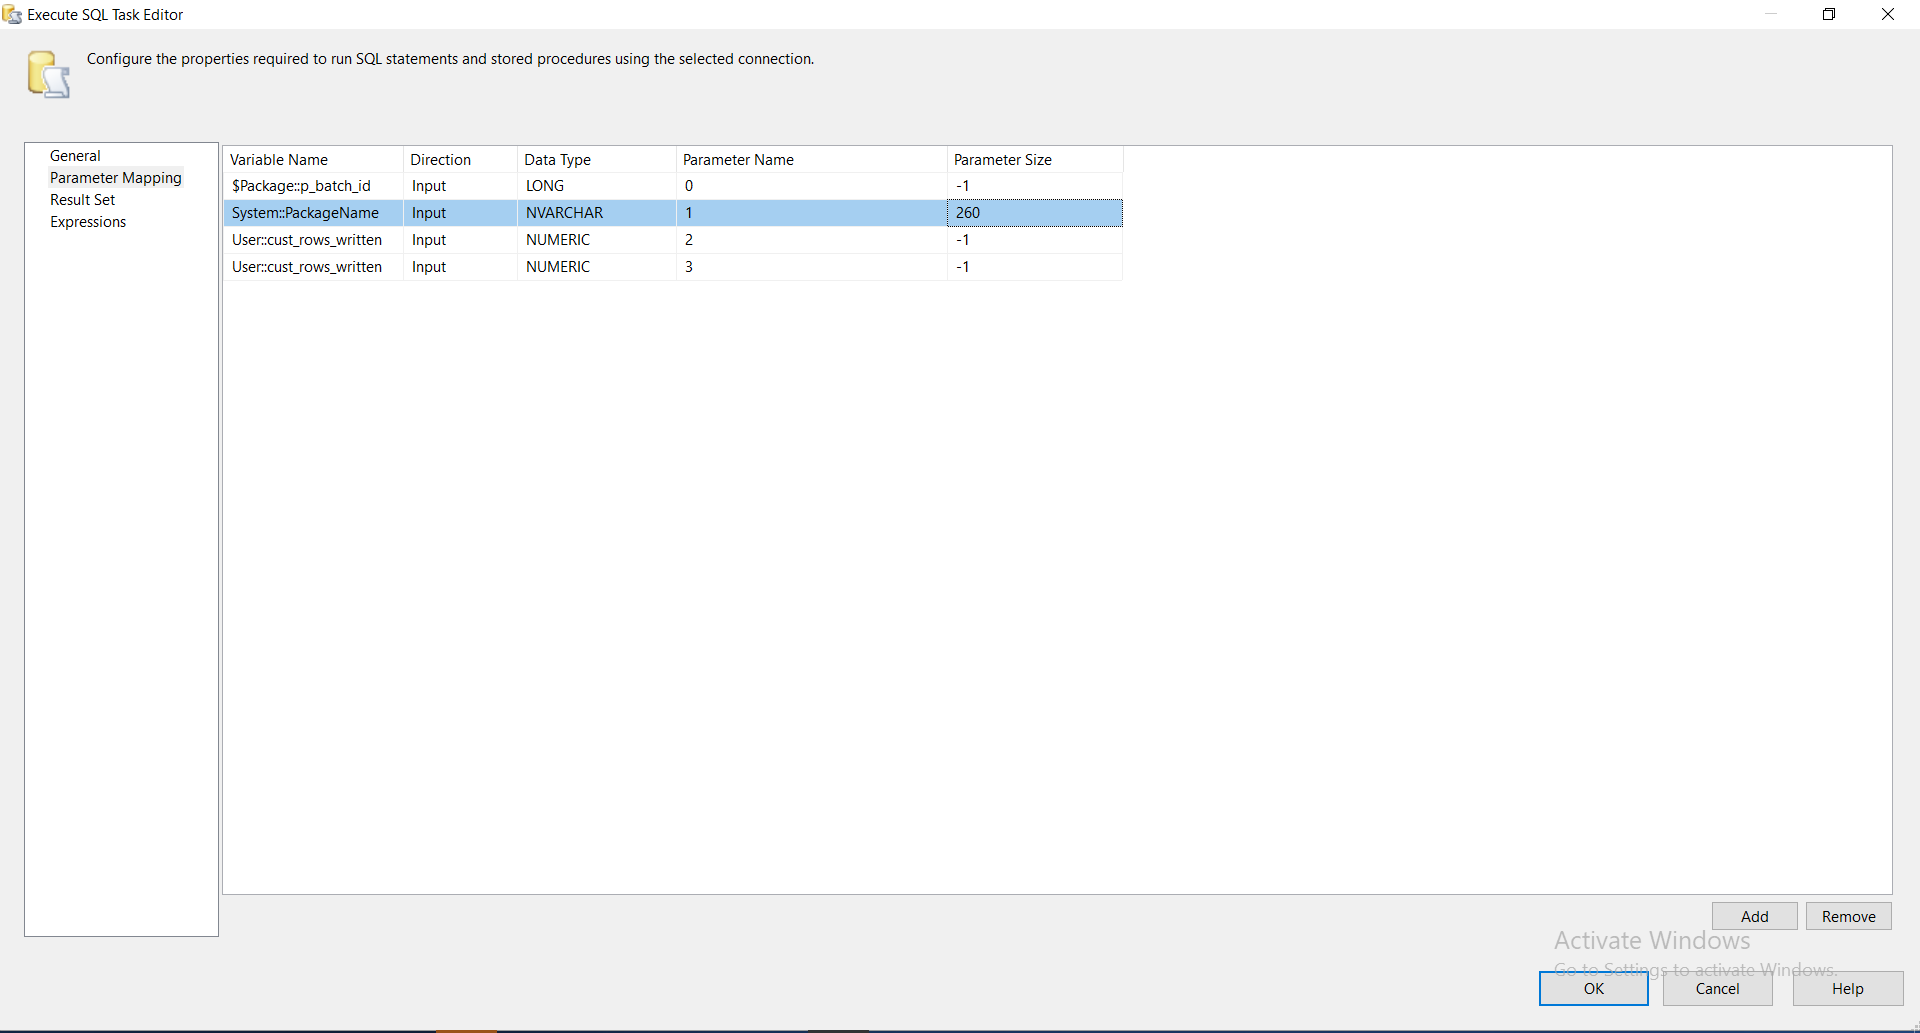 Execute SQL Task Editor
Configure the properties required to run SQL statements and stored procedures using the selected connection.
General
Parameter Mapping
Result Set
Expressions
Variable Name Direction Data Type Parameter Name Parameter Size
$Package::p_batch_id Input LONG 0 -1
System::PackageName Input NVARCHAR 1 260
User::cust_rows_written Input NUMERIC 2 -1
User::cust_rows_written Input NUMERIC 3 -1
Add Remove
Activate Windows
Go to Settings to activate Windows.
OK Cancel Help